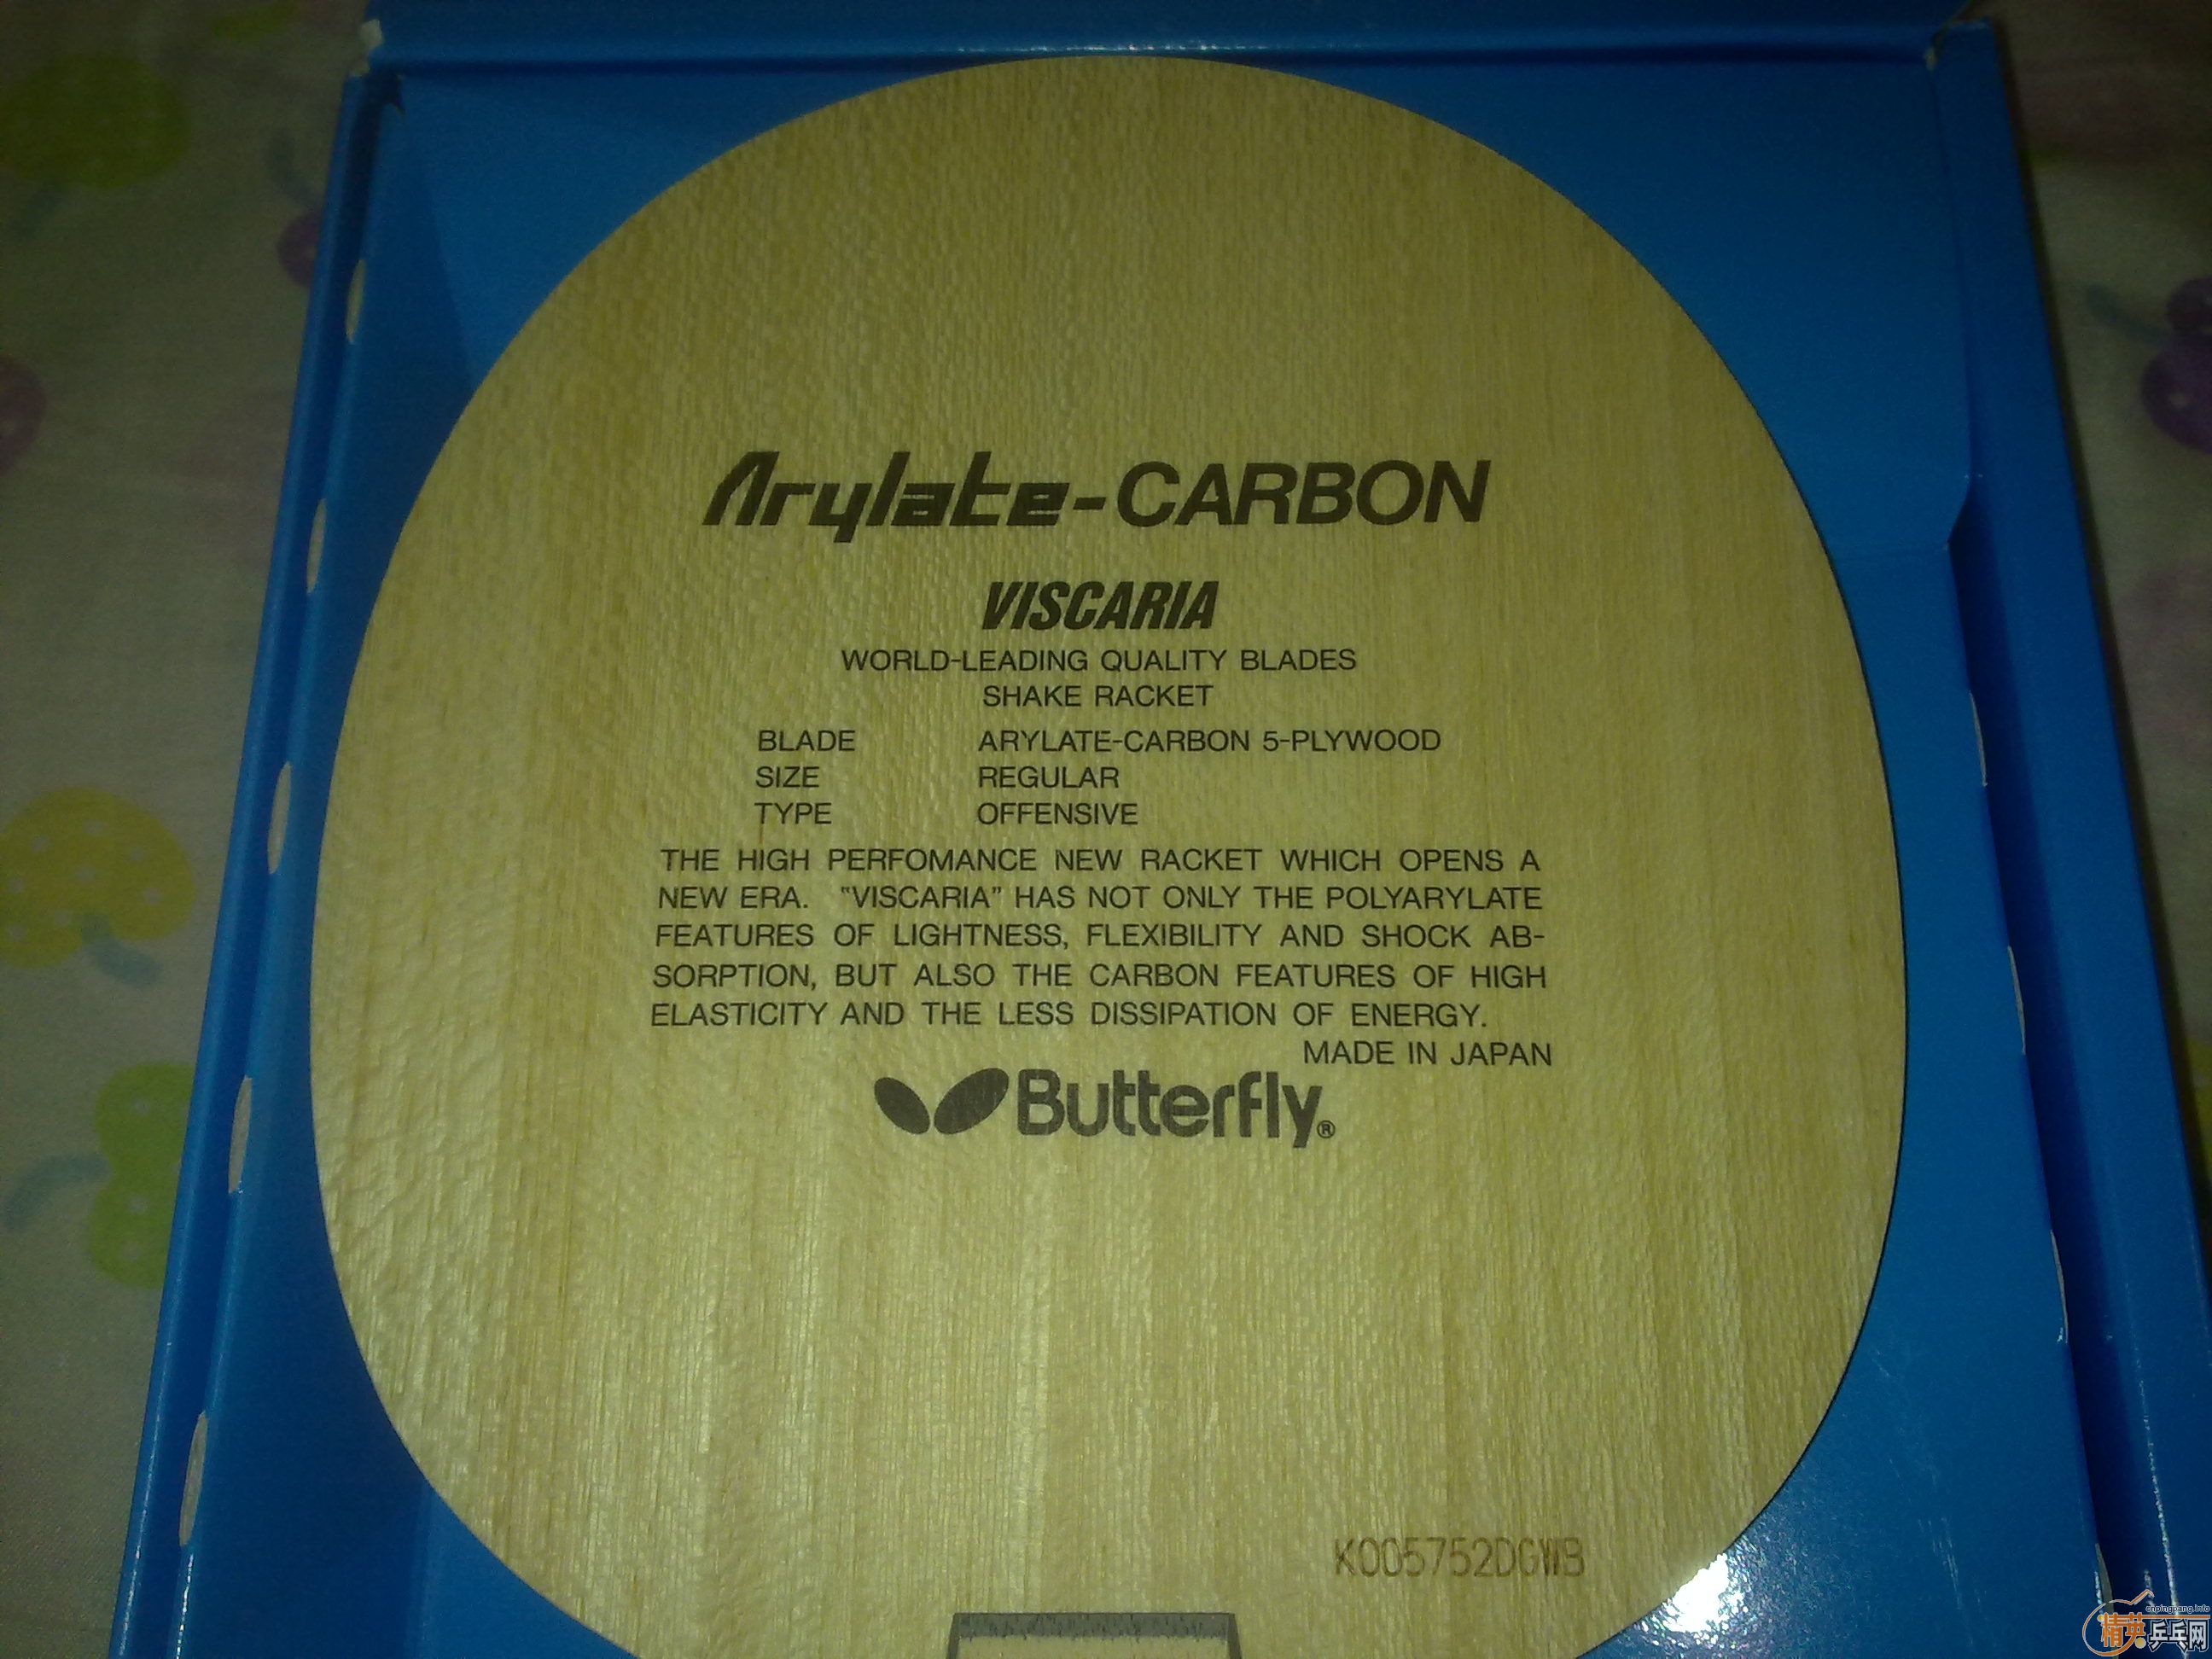 Arylate-CARBON
VISCARIA
WORLD-LEADING QUALITY BLADES
SHAKE RACKET
BLADE ARYLATE-CARBON 5-PLYWOOD
SIZE REGULAR
TYPE OFFENSIVE
THE HIGH PERFOMANCE NEW RACKET WHICH OPENS A
NEW ERA. "VISCARIA" HAS NOT ONLY THE POLYARYLATE
FEATURES OF LIGHTNESS, FLEXIBILITY AND SHOCK AB-
SORPTION, BUT ALSO THE CARBON FEATURES OF HIGH
ELASTICITY AND THE LESS DISSIPATION OF ENERGY.
MADE IN JAPAN
Butterfly®
K005752DGWB
chpingpang.info
精英乒乓网